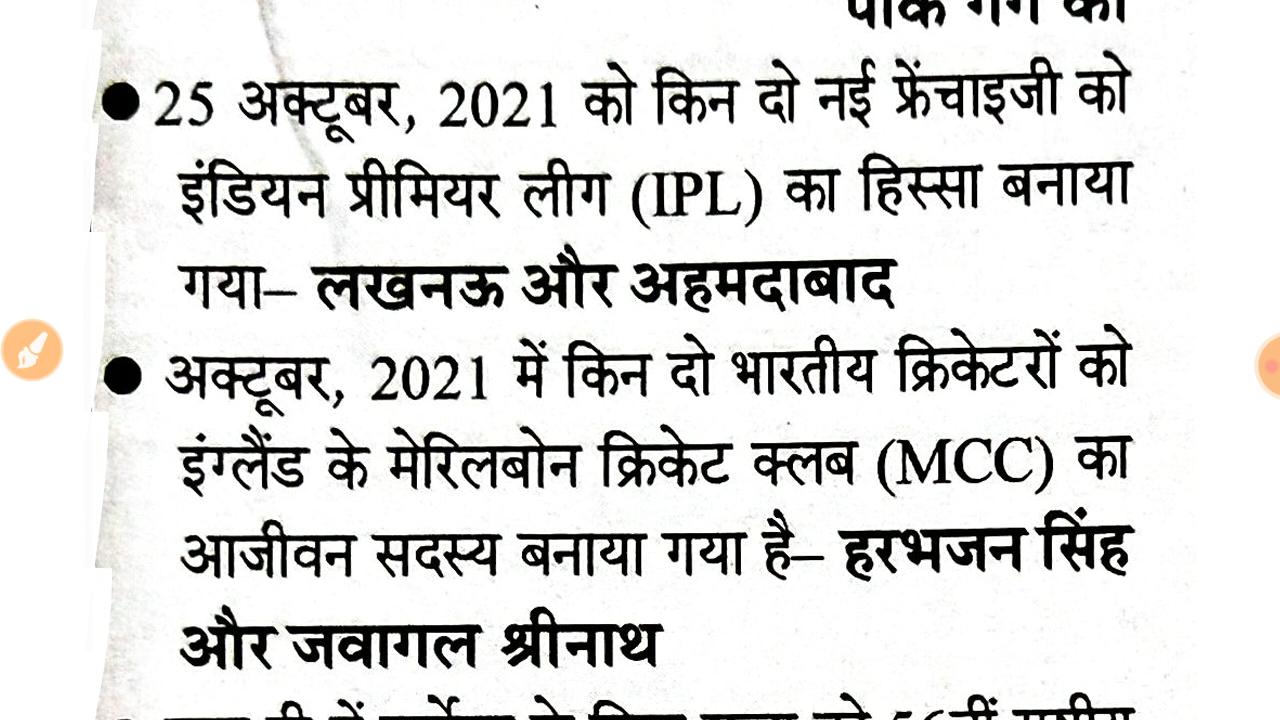 ● 25 अक्टूबर, 2021 को किन दो नई फ्रेंचाइजी को
इंडियन प्रीमियर लीग (IPL) का हिस्सा बनाया
गया– लखनऊ और अहमदाबाद
● अक्टूबर, 2021 में किन दो भारतीय क्रिकेटरों को
इंग्लैंड के मेरिलबोन क्रिकेट क्लब (MCC) का
आजीवन सदस्य बनाया गया है– हरभजन सिंह
और जवागल श्रीनाथ